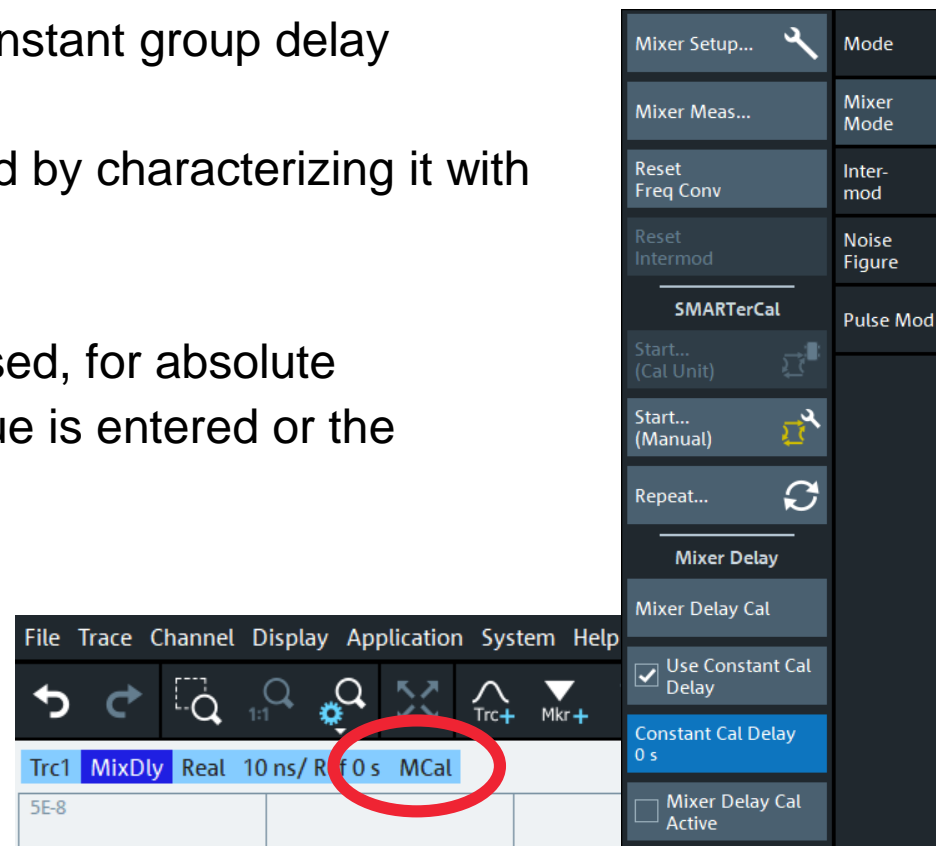 nstant group delay
d by characterizing it with
sed, for absolute
ue is entered or the
File Trace Channel Display Application System Help
1:1
Trc+ Mkr+
Trc1 MixDly Real 10 ns/ Ref 0 s MCal
5E-8
Mixer Setup...
Mixer Meas...
Reset
Freq Conv
Reset
Intermod
SMARTerCal
Start...
(Cal Unit)
Start...
(Manual)
Repeat...
Mixer Delay
Mixer Delay Cal
Use Constant Cal
Delay
Constant Cal Delay
0 s
Mixer Delay Cal
Active
Mode
Mixer
Mode
Inter-
mod
Noise
Figure
Pulse Mod